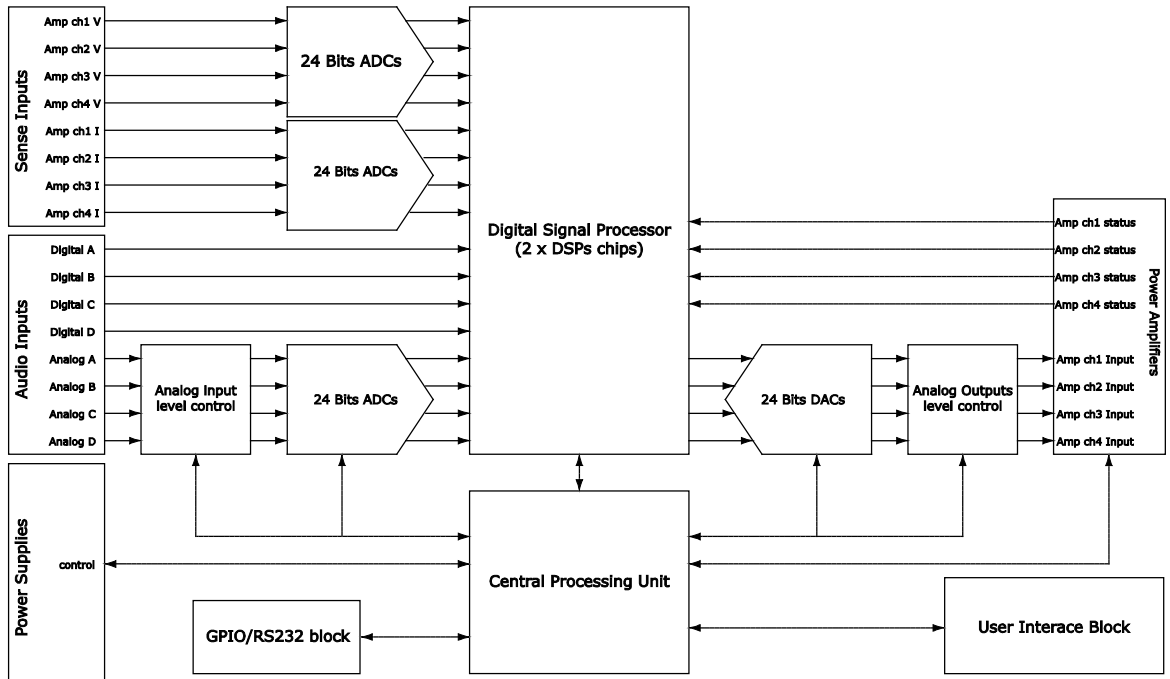 Sense Inputs
Amp ch1 V
Amp ch2 V
Amp ch3 V
Amp ch4 V
Amp ch1 I
Amp ch2 I
Amp ch3 I
Amp ch4 I
24 Bits ADCs
24 Bits ADCs
Audio Inputs
Digital A
Digital B
Digital C
Digital D
Analog A
Analog B
Analog C
Analog D
Analog Input
level control
24 Bits ADCs
Digital Signal Processor
(2 x DSPs chips)
24 Bits DACs
Analog Outputs
level control
Amp ch1 status
Amp ch2 status
Amp ch3 status
Amp ch4 status
Amp ch1 Input
Amp ch2 Input
Amp ch3 Input
Amp ch4 Input
Power Amplifiers
Power Supplies
control
GPIO/RS232 block
Central Processing Unit
User Interace Block